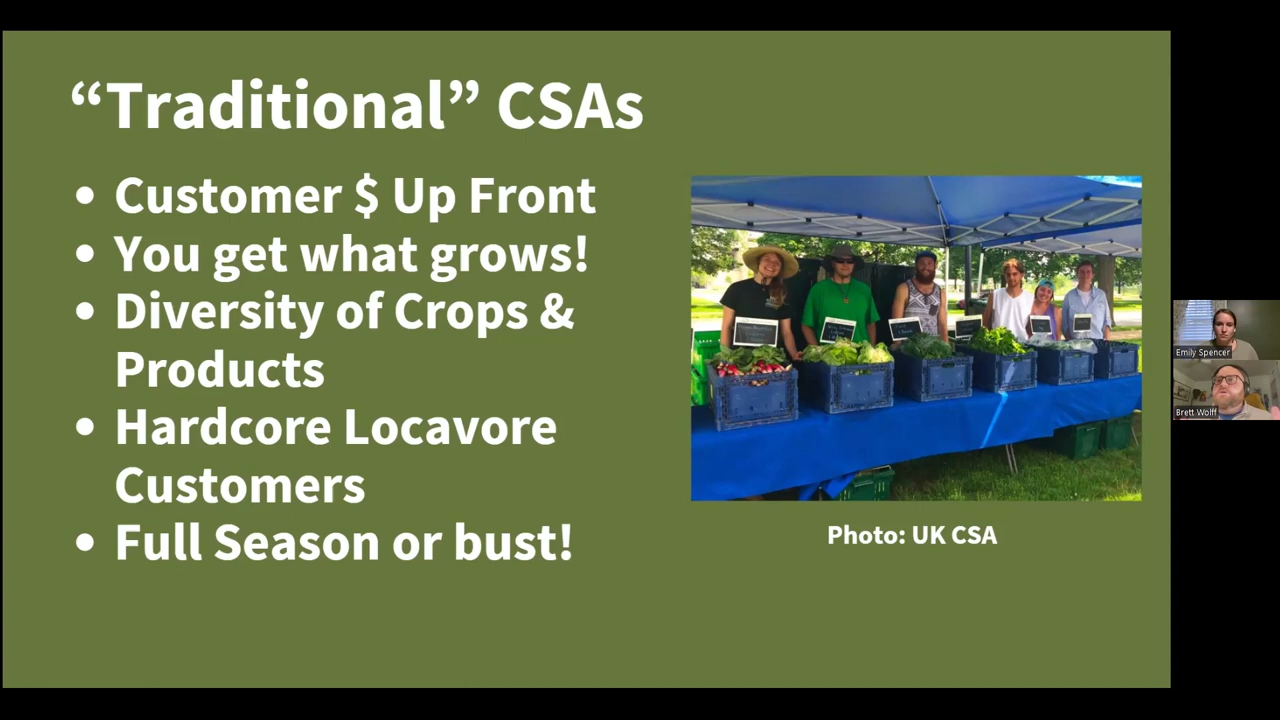 “Traditional” CSAs
• Customer $ Up Front
• You get what grows!
• Diversity of Crops &
Products
• Hardcore Locavore
Customers
• Full Season or bust!
Photo: UK CSA
Emily Spencer
Brett Wolff